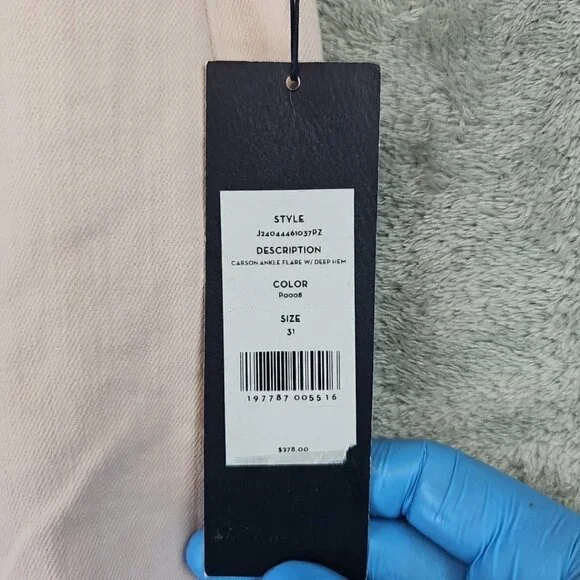 STYLE
J24044461037PZ
DESCRIPTION
CARSON ANKLE FLARE W/ DEEP HEM
COLOR
P0008
SIZE
31
197787 005516
$278.00